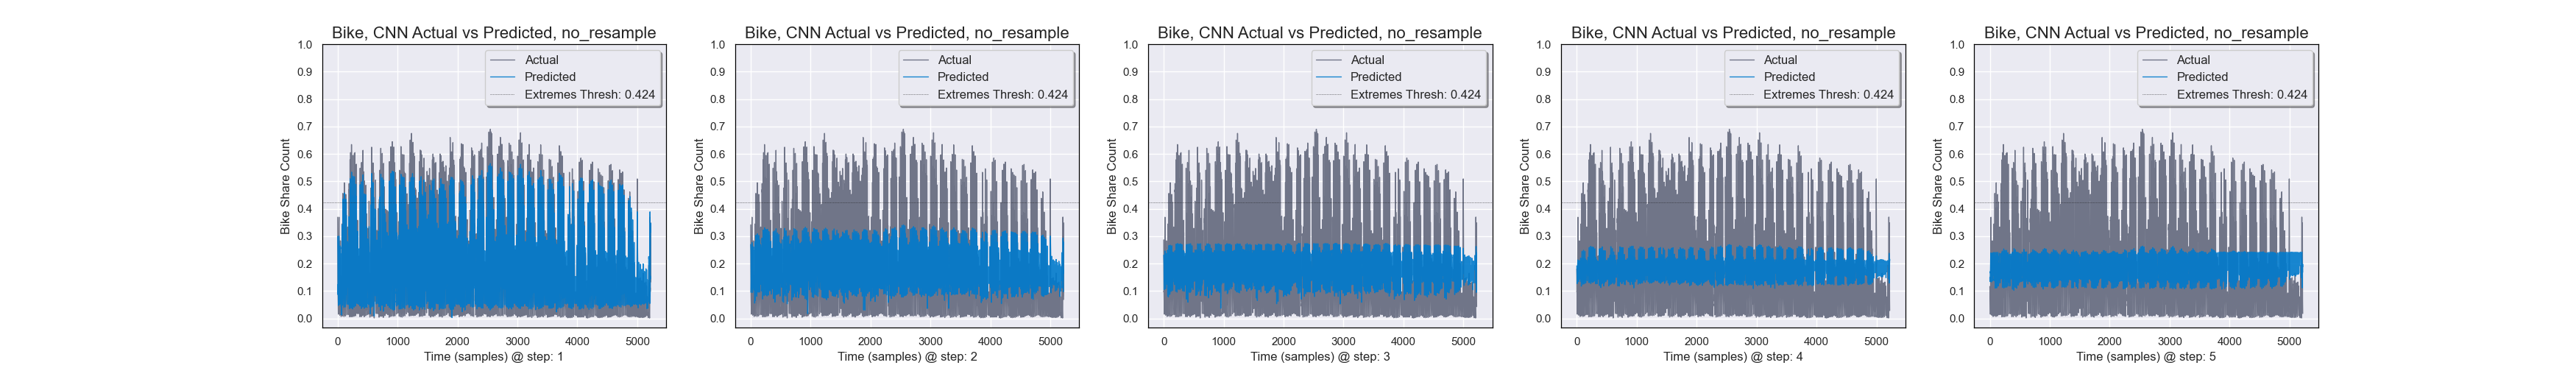 Bike, CNN Actual vs Predicted, no_resample
Actual
Predicted
Extremes Thresh: 0.424
Bike Share Count
1.0
0.9
0.8
0.7
0.6
0.5
0.4
0.3
0.2
0.1
0.0
0 1000 2000 3000 4000 5000
Time (samples) @ step: 1
Bike, CNN Actual vs Predicted, no_resample
Actual
Predicted
Extremes Thresh: 0.424
Bike Share Count
1.0
0.9
0.8
0.7
0.6
0.5
0.4
0.3
0.2
0.1
0.0
0 1000 2000 3000 4000 5000
Time (samples) @ step: 2
Bike, CNN Actual vs Predicted, no_resample
Actual
Predicted
Extremes Thresh: 0.424
Bike Share Count
1.0
0.9
0.8
0.7
0.6
0.5
0.4
0.3
0.2
0.1
0.0
0 1000 2000 3000 4000 5000
Time (samples) @ step: 3
Bike, CNN Actual vs Predicted, no_resample
Actual
Predicted
Extremes Thresh: 0.424
Bike Share Count
1.0
0.9
0.8
0.7
0.6
0.5
0.4
0.3
0.2
0.1
0.0
0 1000 2000 3000 4000 5000
Time (samples) @ step: 4
Bike, CNN Actual vs Predicted, no_resample
Actual
Predicted
Extremes Thresh: 0.424
Bike Share Count
1.0
0.9
0.8
0.7
0.6
0.5
0.4
0.3
0.2
0.1
0.0
0 1000 2000 3000 4000 5000
Time (samples) @ step: 5